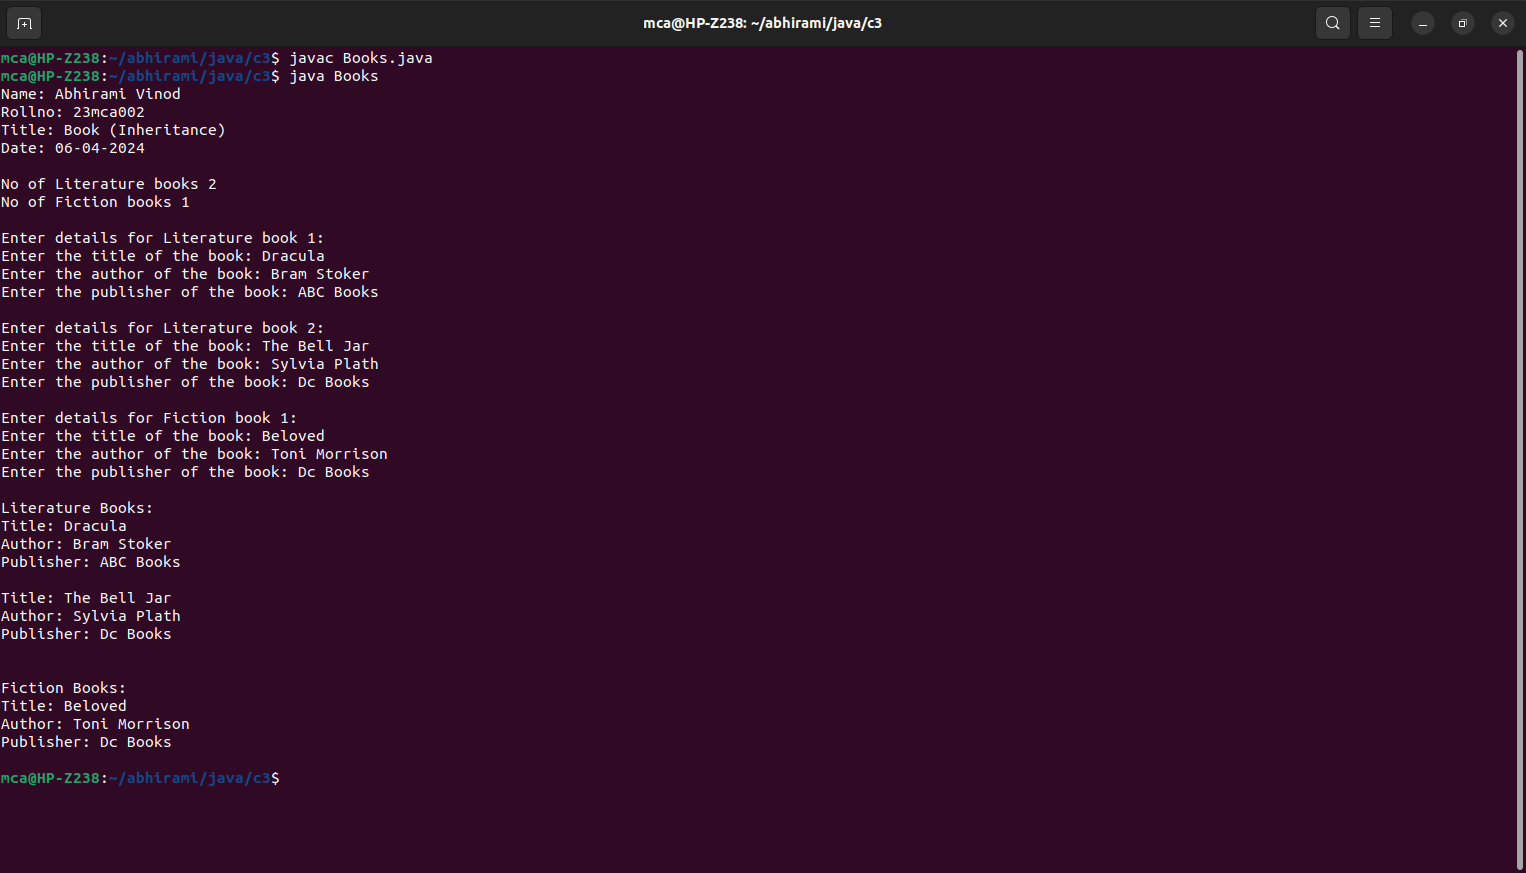 mca@HP-Z238: ~/abhirami/java/c3
mca@HP-Z238:~/abhirami/java/c3$ javac Books.java
mca@HP-Z238:~/abhirami/java/c3$ java Books
Name: Abhirami Vinod
Rollno: 23mca002
Title: Book (Inheritance)
Date: 06-04-2024
No of Literature books 2
No of Fiction books 1
Enter details for Literature book 1:
Enter the title of the book: Dracula
Enter the author of the book: Bram Stoker
Enter the publisher of the book: ABC Books
Enter details for Literature book 2:
Enter the title of the book: The Bell Jar
Enter the author of the book: Sylvia Plath
Enter the publisher of the book: Dc Books
Enter details for Fiction book 1:
Enter the title of the book: Beloved
Enter the author of the book: Toni Morrison
Enter the publisher of the book: Dc Books
Literature Books:
Title: Dracula
Author: Bram Stoker
Publisher: ABC Books
Title: The Bell Jar
Author: Sylvia Plath
Publisher: Dc Books
Fiction Books:
Title: Beloved
Author: Toni Morrison
Publisher: Dc Books
mca@HP-Z238:~/abhirami/java/c3$